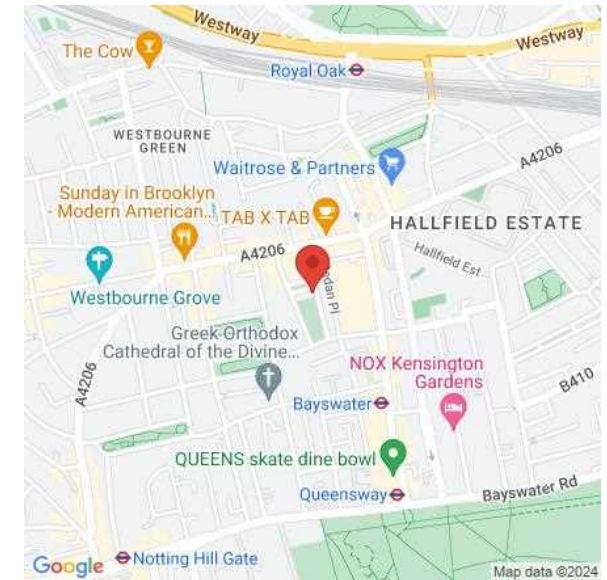 Westway
Westway
The Cow
Royal Oak
WESTBOURNE
GREEN
A4206
Waitrose & Partners
Sunday in Brooklyn
- Modern American...
TAB X TAB
HALLFIELD ESTATE
A4206
Hallfield Est
Westbourne Grove
Greek Orthodox
Cathedral of the Divine...
NOX Kensington
Gardens
A4206
B410
Bayswater
QUEENS skate dine bowl
Queensway
Bayswater Rd
Notting Hill Gate
Google
Map data ©2024